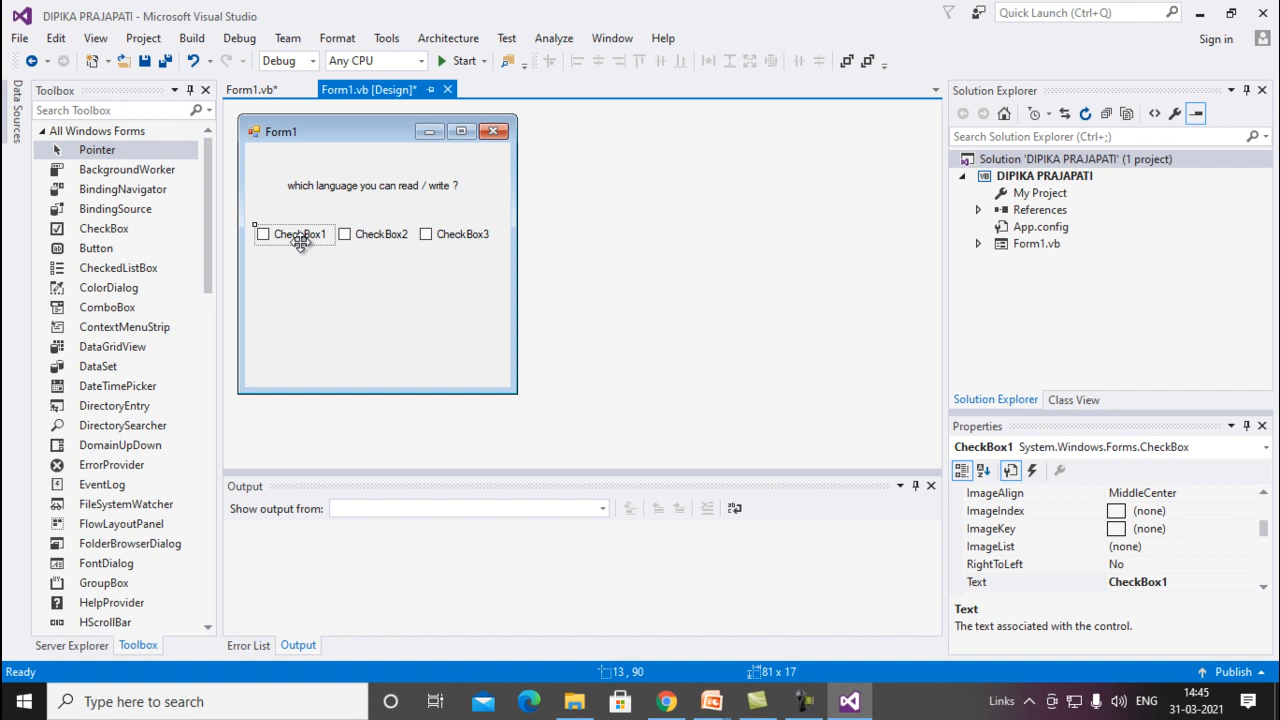 DIPIKA PRAJAPATI - Microsoft Visual Studio
Quick Launch (Ctrl+Q)
File Edit View Project Build Debug Team Format Tools Architecture Test Analyze Window Help
Sign in
Debug Any CPU Start
Data Sources
Toolbox
Search Toolbox
All Windows Forms
Pointer
BackgroundWorker
BindingNavigator
BindingSource
CheckBox
Button
CheckedListBox
ColorDialog
ComboBox
ContextMenuStrip
DataGridView
DataSet
DateTimePicker
DirectoryEntry
DirectorySearcher
DomainUpDown
ErrorProvider
EventLog
FileSystemWatcher
FlowLayoutPanel
FolderBrowserDialog
FontDialog
GroupBox
HelpProvider
HScrollBar
Server Explorer Toolbox
Form1.vb* Form1.vb [Design]*
Form1
which language you can read / write ?
CheckBox1 CheckBox2 CheckBox3
Output
Show output from:
Error List Output
Solution Explorer
Search Solution Explorer (Ctrl+;)
Solution 'DIPIKA PRAJAPATI' (1 project)
VB DIPIKA PRAJAPATI
My Project
References
App.config
Form1.vb
Solution Explorer Class View
Properties
CheckBox1 System.Windows.Forms.CheckBox
ImageAlign MiddleCenter
ImageIndex (none)
ImageKey (none)
ImageList (none)
RightToLeft No
Text CheckBox1
Text
The text associated with the control.
Ready 13 , 90 81 x 17 Publish
Type here to search
Links ENG 14:45
31-03-2021